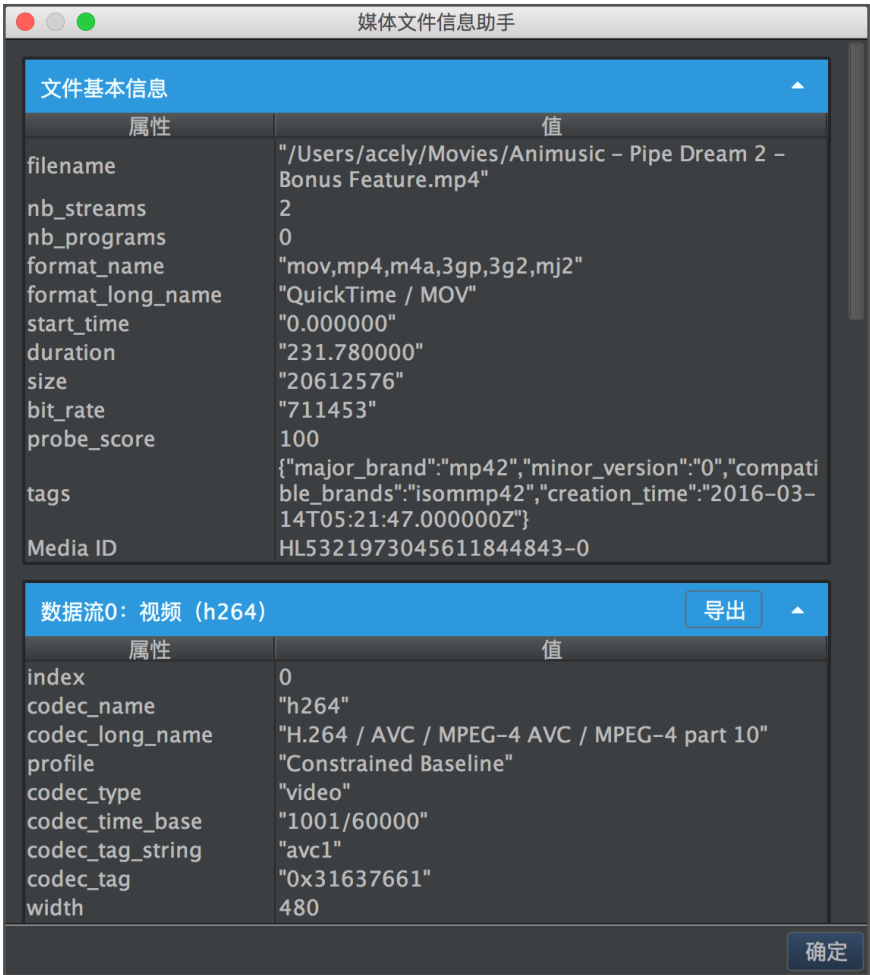 媒体文件信息助手
文件基本信息
属性 值
filename "/Users/acely/Movies/Animusic – Pipe Dream 2 –
Bonus Feature.mp4"
nb_streams 2
nb_programs 0
format_name "mov,mp4,m4a,3gp,3g2,mj2"
format_long_name "QuickTime / MOV"
start_time "0.000000"
duration "231.780000"
size "20612576"
bit_rate "711453"
probe_score 100
tags {"major_brand":"mp42","minor_version":"0","compati
ble_brands":"isommp42","creation_time":"2016-03-
14T05:21:47.000000Z"}
Media ID HL5321973045611844843-0
数据流0：视频（h264） 导出
属性 值
index 0
codec_name "h264"
codec_long_name "H.264 / AVC / MPEG-4 AVC / MPEG-4 part 10"
profile "Constrained Baseline"
codec_type "video"
codec_time_base "1001/60000"
codec_tag_string "avc1"
codec_tag "0x31637661"
width 480
确定